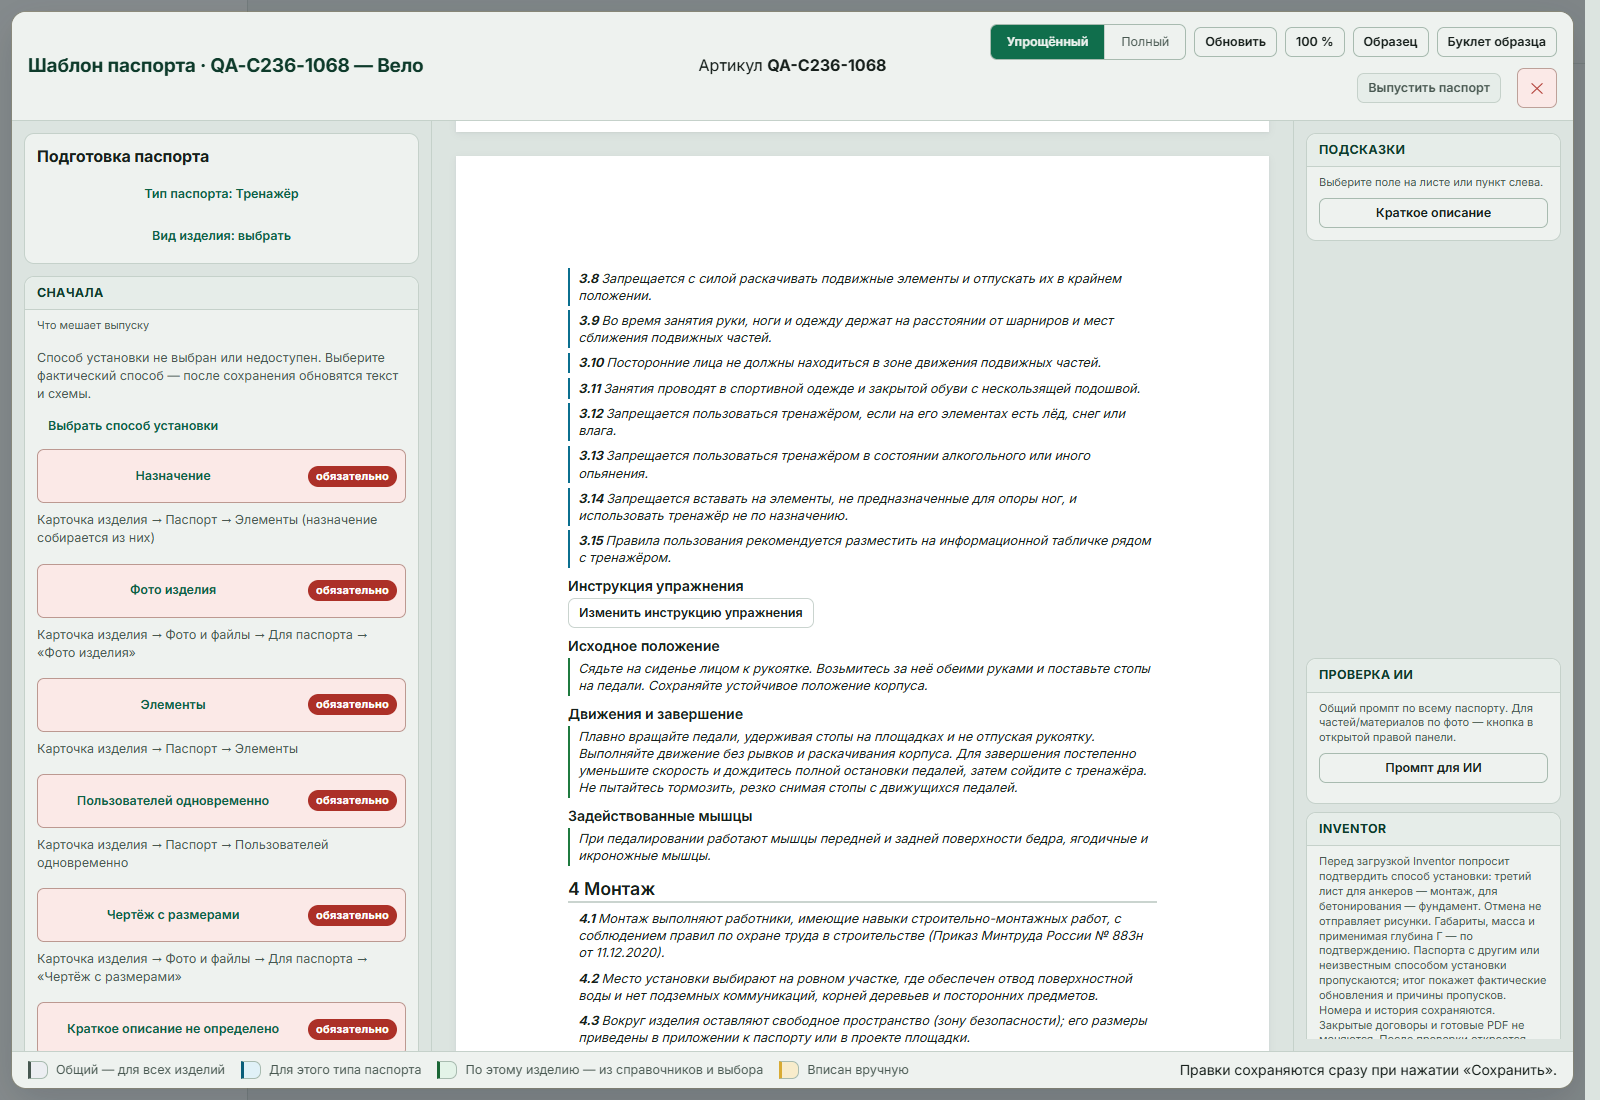 Шаблон паспорта · QA-C236-1068 — Вело
Артикул QA-C236-1068
Упрощённый
Полный
Обновить
100 %
Образец
Буклет образца
Выпустить паспорт
Подготовка паспорта
Тип паспорта: Тренажёр
Вид изделия: выбрать
СНАЧАЛА
Что мешает выпуску
Способ установки не выбран или недоступен. Выберите
фактический способ — после сохранения обновятся текст
и схемы.
Выбрать способ установки
Назначение
обязательно
Карточка изделия → Паспорт → Элементы (назначение
собирается из них)
Фото изделия
обязательно
Карточка изделия → Фото и файлы → Для паспорта →
«Фото изделия»
Элементы
обязательно
Карточка изделия → Паспорт → Элементы
Пользователей одновременно
обязательно
Карточка изделия → Паспорт → Пользователей
одновременно
Чертёж с размерами
обязательно
Карточка изделия → Фото и файлы → Для паспорта →
«Чертёж с размерами»
Краткое описание не определено
обязательно
3.8 Запрещается с силой раскачивать подвижные элементы и отпускать их в крайнем
положении.
3.9 Во время занятия руки, ноги и одежду держат на расстоянии от шарниров и мест
сближения подвижных частей.
3.10 Посторонние лица не должны находиться в зоне движения подвижных частей.
3.11 Занятия проводят в спортивной одежде и закрытой обуви с нескользящей подошвой.
3.12 Запрещается пользоваться тренажёром, если на его элементах есть лёд, снег или
влага.
3.13 Запрещается пользоваться тренажёром в состоянии алкогольного или иного
опьянения.
3.14 Запрещается вставать на элементы, не предназначенные для опоры ног, и
использовать тренажёр не по назначению.
3.15 Правила пользования рекомендуется разместить на информационной табличке рядом
с тренажёром.
Инструкция упражнения
Изменить инструкцию упражнения
Исходное положение
Сядьте на сиденье лицом к рукоятке. Возьмитесь за неё обеими руками и поставьте стопы
на педали. Сохраняйте устойчивое положение корпуса.
Движения и завершение
Плавно вращайте педали, удерживая стопы на площадках и не отпуская рукоятку.
Выполняйте движение без рывков и раскачивания корпуса. Для завершения постепенно
уменьшите скорость и дождитесь полной остановки педалей, затем сойдите с тренажёра.
Не пытайтесь тормозить, резко снимая стопы с движущихся педалей.
Задействованные мышцы
При педалировании работают мышцы передней и задней поверхности бедра, ягодичные и
икроножные мышцы.
4 Монтаж
4.1 Монтаж выполняют работники, имеющие навыки строительно-монтажных работ, с
соблюдением правил по охране труда в строительстве (Приказ Минтруда России № 883н
от 11.12.2020).
4.2 Место установки выбирают на ровном участке, где обеспечен отвод поверхностной
воды и нет подземных коммуникаций, корней деревьев и посторонних предметов.
4.3 Вокруг изделия оставляют свободное пространство (зону безопасности); его размеры
приведены в приложении к паспорту или в проекте площадки.
ПОДСКАЗКИ
Выберите поле на листе или пункт слева.
Краткое описание
ПРОВЕРКА ИИ
Общий промпт по всему паспорту. Для
частей/материалов по фото — кнопка в
открытой правой панели.
Промпт для ИИ
INVENTOR
Перед загрузкой Inventor попросит
подтвердить способ установки: третий
лист для анкеров — монтаж, для
бетонирования — фундамент. Отмена не
отправляет рисунки. Габариты, масса и
применимая глубина Г — по
подтверждению. Паспорта с другим или
неизвестным способом установки
пропускаются; итог покажет фактические
обновления и причины пропусков.
Номера и история сохраняются.
Закрытые договоры и готовые PDF не
меняются. После проверки откроется
Общий — для всех изделий
Для этого типа паспорта
По этому изделию — из справочников и выбора
Вписан вручную
Правки сохраняются сразу при нажатии «Сохранить».